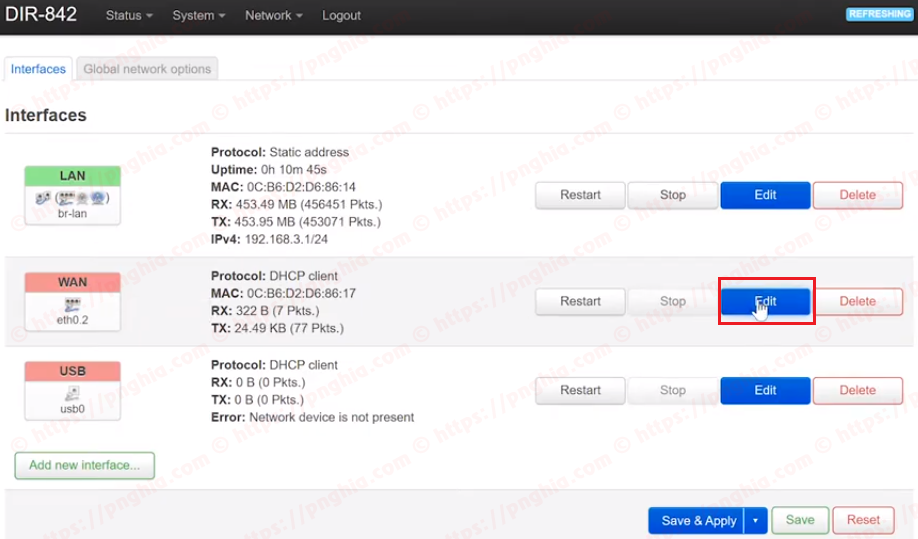 DIR-842 Status System Network Logout REFRESHING
Interfaces Global network options
Interfaces
LAN
br-lan
Protocol: Static address
Uptime: 0h 10m 45s
MAC: 0C:B6:D2:D6:86:14
RX: 453.49 MB (456451 Pkts.)
TX: 453.95 MB (453071 Pkts.)
IPv4: 192.168.3.1/24
Restart Stop Edit Delete
WAN
eth0.2
Protocol: DHCP client
MAC: 0C:B6:D2:D6:86:17
RX: 322 B (7 Pkts.)
TX: 24.49 KB (77 Pkts.)
Restart Stop Edit Delete
USB
usb0
Protocol: DHCP client
RX: 0 B (0 Pkts.)
TX: 0 B (0 Pkts.)
Error: Network device is not present
Restart Stop Edit Delete
Add new interface...
Save & Apply Save Reset
© https://pnghia.com